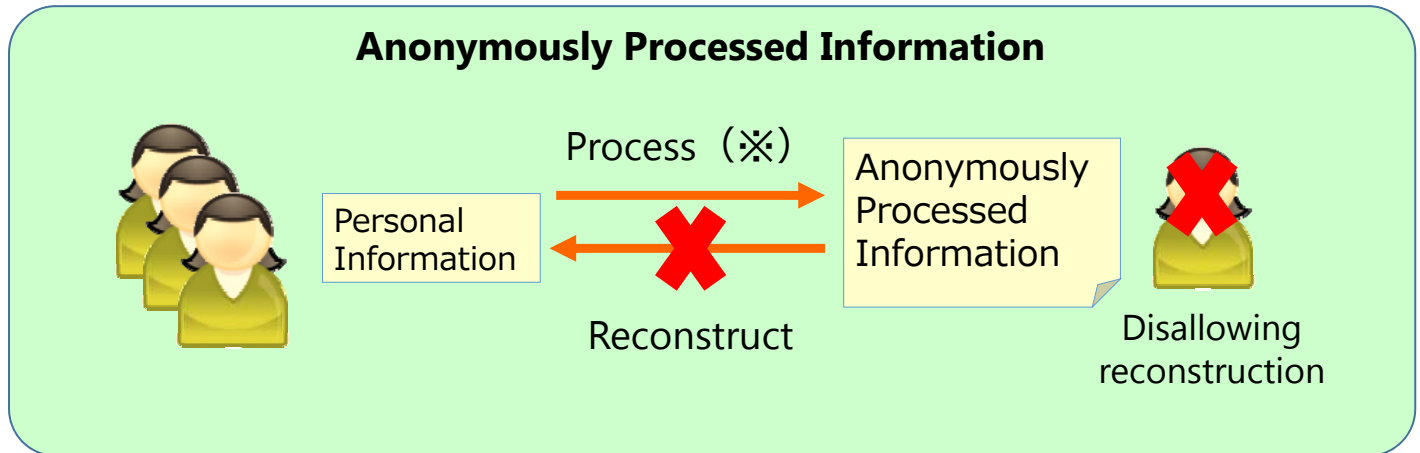 Anonymously Processed Information
Process（※）
Personal
Information
Anonymously
Processed
Information
Reconstruct
Disallowing
reconstruction